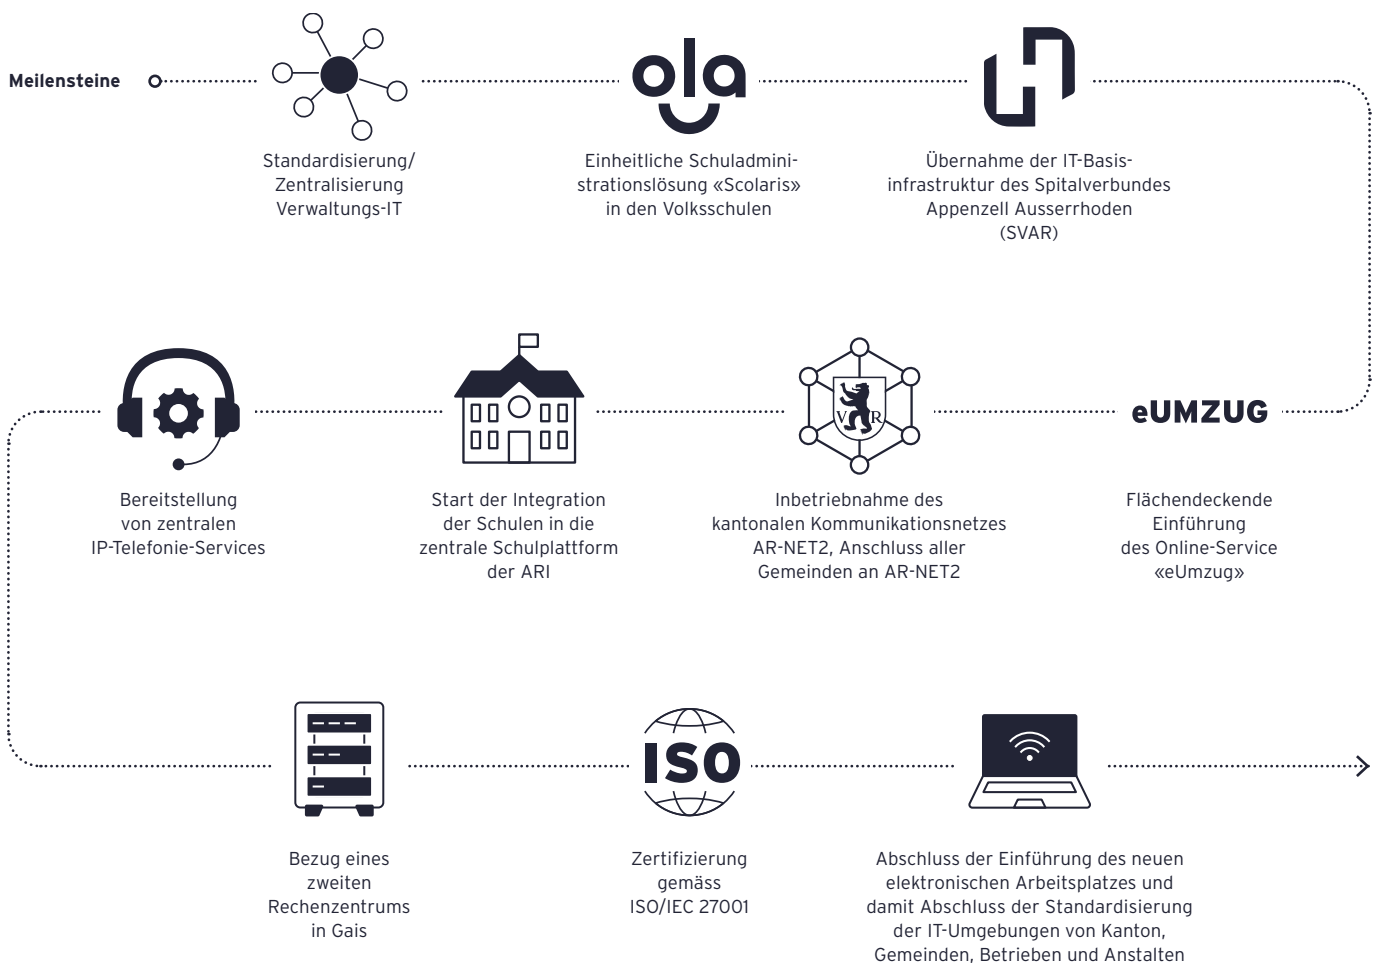 Meilensteine
ola
Standardisierung/
Zentralisierung
Verwaltungs-IT
Einheitliche Schuladmini-
strationslösung «Scolaris»
in den Volksschulen
Übernahme der IT-Basis-
infrastruktur des Spitalverbundes
Appenzell Ausserrhoden
(SVAR)
eUMZUG
Flächendeckende
Einführung
des Online-Service
«eUmzug»
VR
Inbetriebnahme des
kantonalen Kommunikationsnetzes
AR-NET2, Anschluss aller
Gemeinden an AR-NET2
Start der Integration
der Schulen in die
zentrale Schulplattform
der ARI
Bereitstellung
von zentralen
IP-Telefonie-Services
Bezug eines
zweiten
Rechenzentrums
in Gais
ISO
Zertifizierung
gemäss
ISO/IEC 27001
Abschluss der Einführung des neuen
elektronischen Arbeitsplatzes und
damit Abschluss der Standardisierung
der IT-Umgebungen von Kanton,
Gemeinden, Betrieben und Anstalten